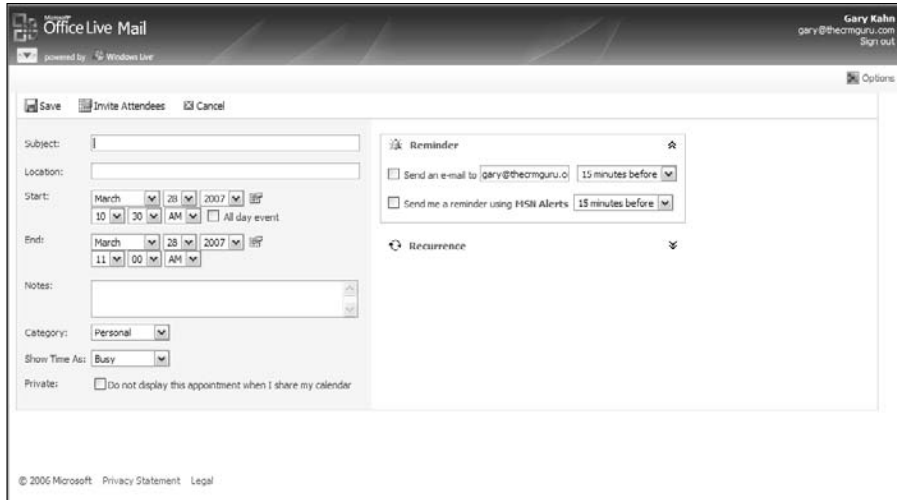 Microsoft
Office Live Mail
powered by Windows Live
Gary Kahn
gary@thecrmguru.com
Sign out
Options
Save Invite Attendees Cancel
Subject:
Location:
Start: March 28 2007
10 30 AM All day event
End: March 28 2007
11 00 AM
Notes:
Category: Personal
Show Time As: Busy
Private: Do not display this appointment when I share my calendar
Reminder
Send an e-mail to gary@thecrmguru.o 15 minutes before
Send me a reminder using MSN Alerts 15 minutes before
Recurrence
© 2006 Microsoft Privacy Statement Legal